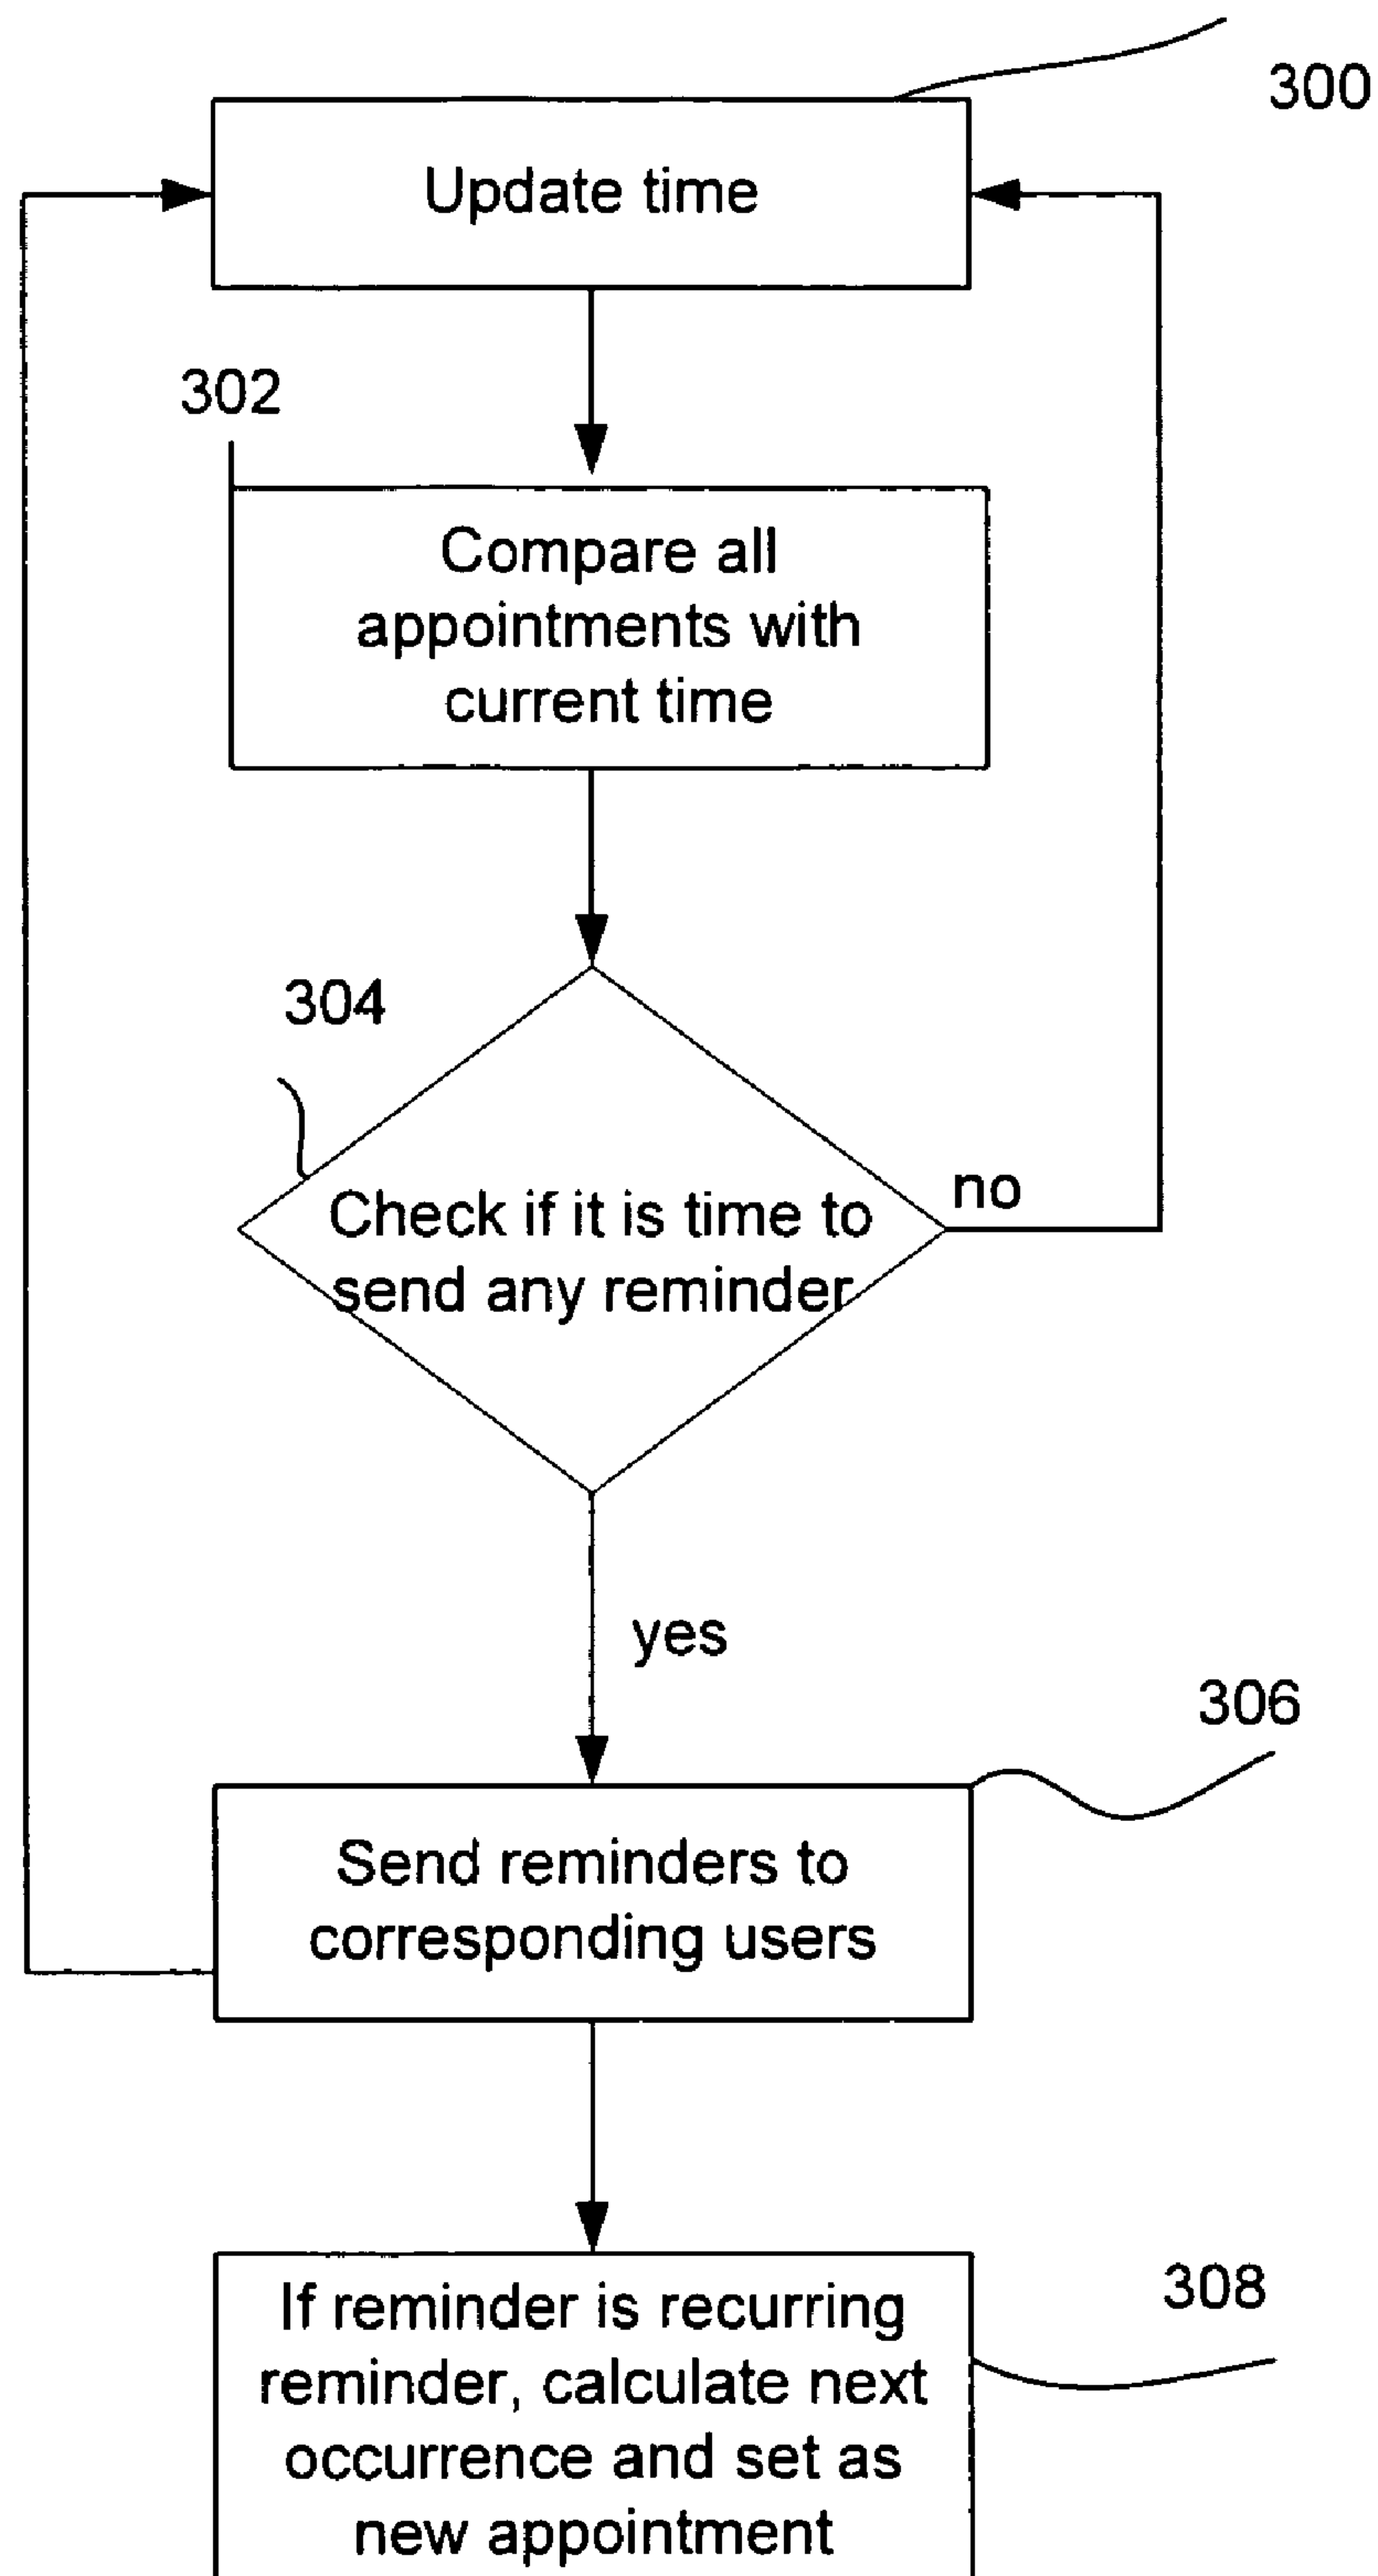 300
Update time
302
Compare all
appointments with
current time
304
Check if it is time to
send any reminder
no
yes
306
Send reminders to
corresponding users
308
If reminder is recurring
reminder, calculate next
occurrence and set as
new appointment